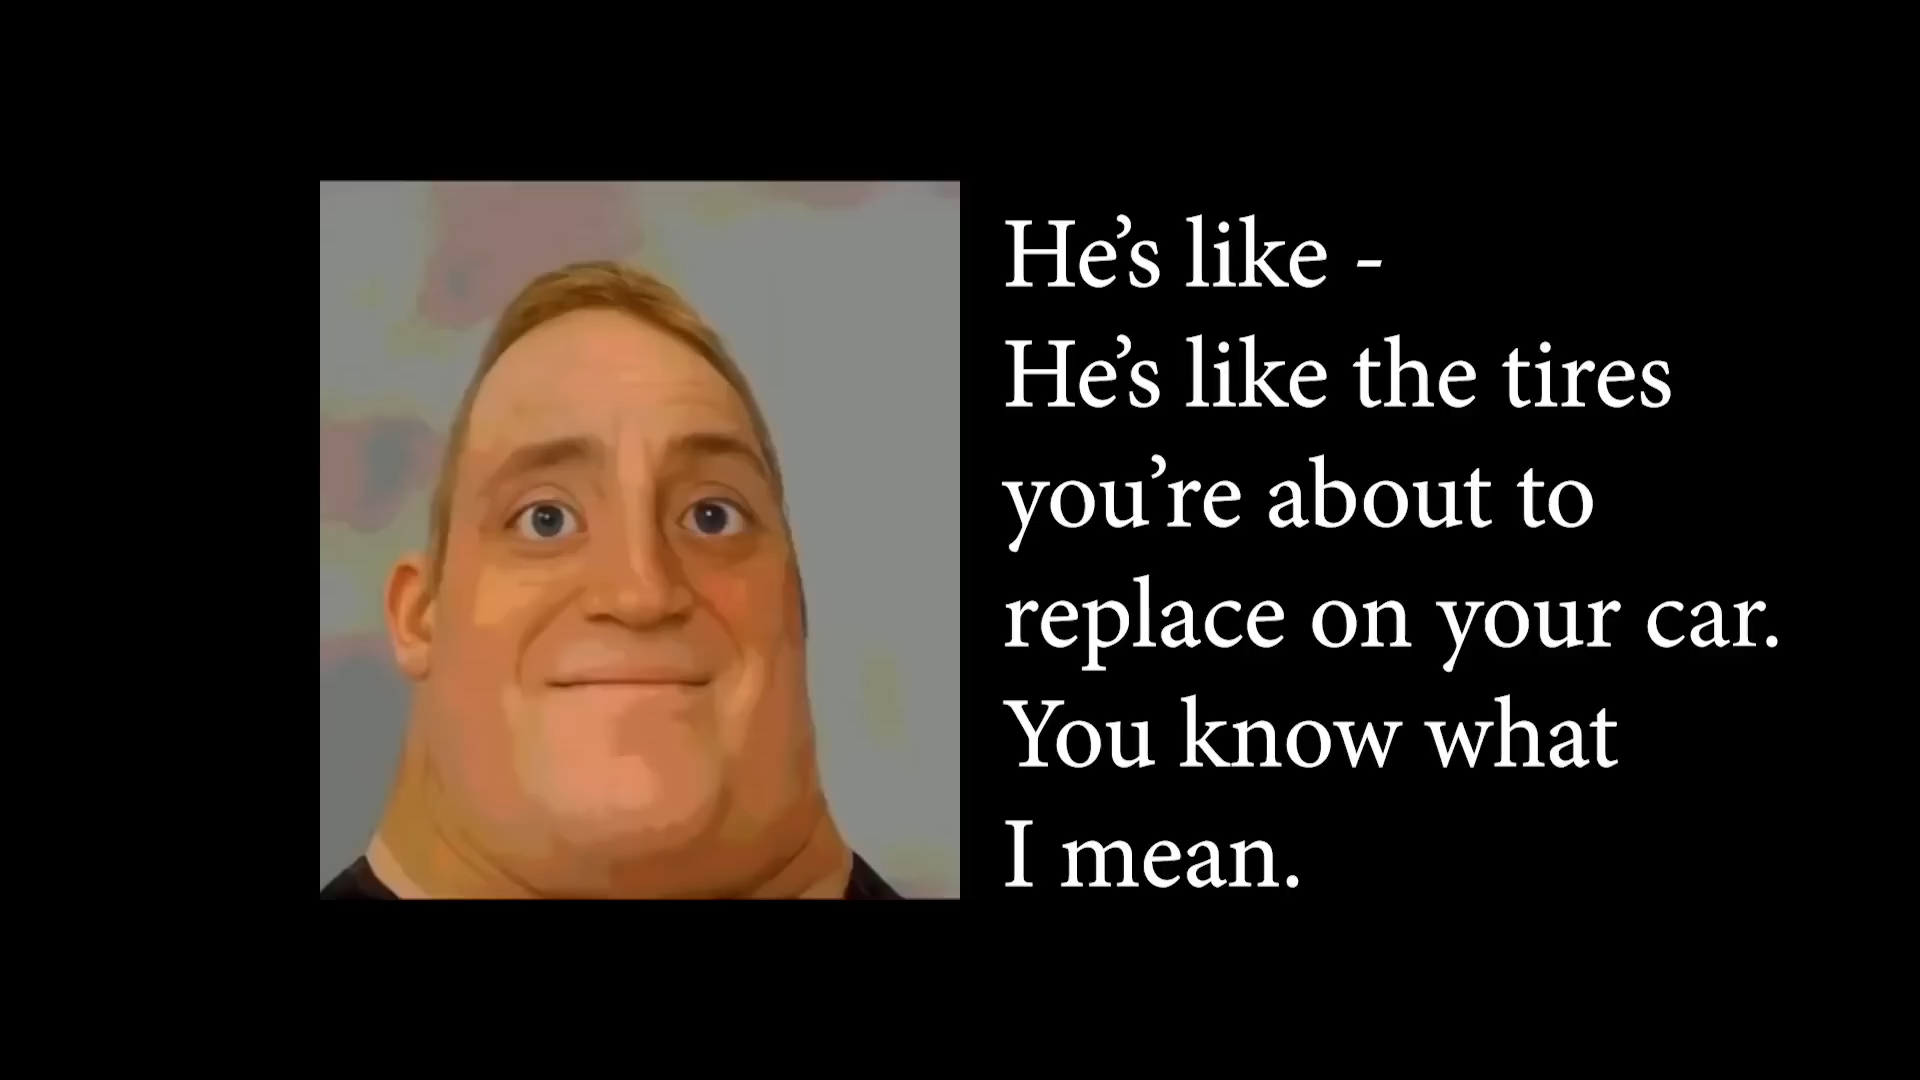 He’s like -
He’s like the tires
you’re about to
replace on your car.
You know what
I mean.